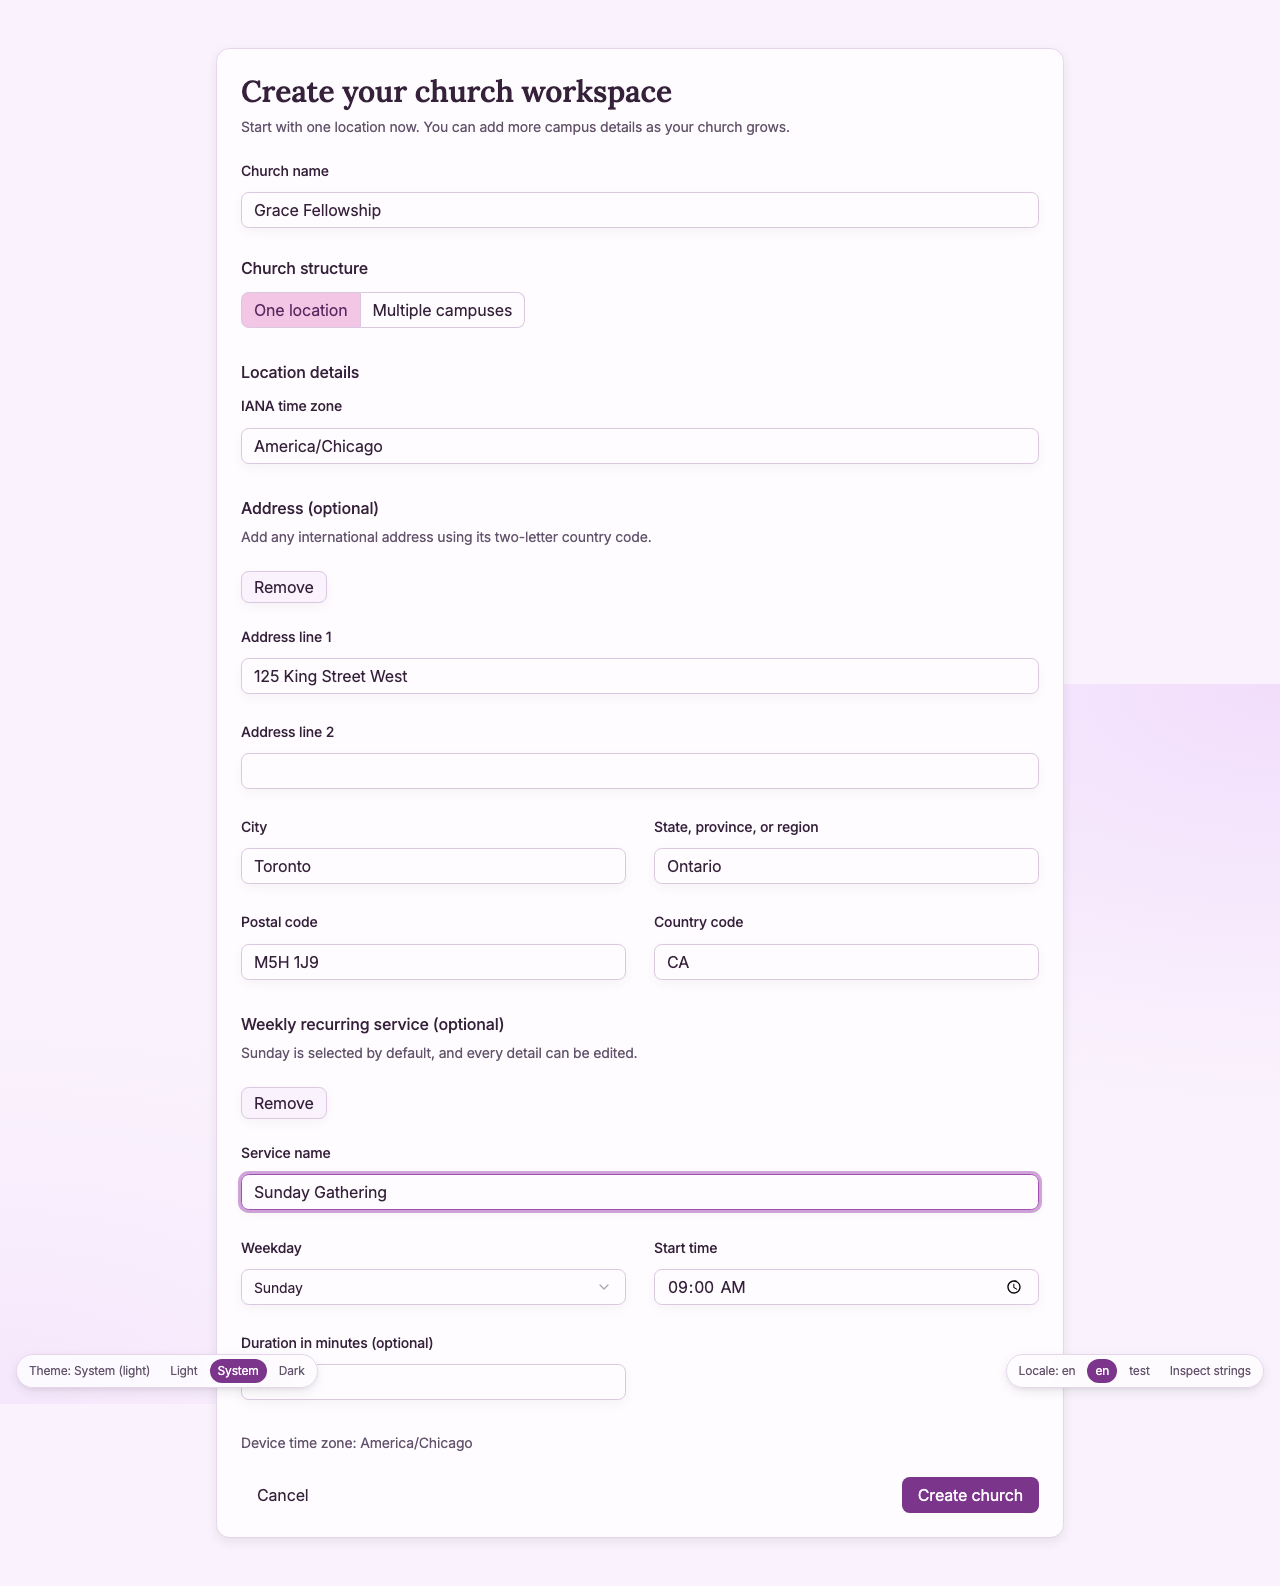 Create your church workspace
Start with one location now. You can add more campus details as your church grows.
Church name
Grace Fellowship
Church structure
One location Multiple campuses
Location details
IANA time zone
America/Chicago
Address (optional)
Add any international address using its two-letter country code.
Remove
Address line 1
125 King Street West
Address line 2
City State, province, or region
Toronto Ontario
Postal code Country code
M5H 1J9 CA
Weekly recurring service (optional)
Sunday is selected by default, and every detail can be edited.
Remove
Service name
Sunday Gathering
Weekday Start time
Sunday 09:00 AM
Duration in minutes (optional)
Theme: System (light) Light System Dark Locale: en en test Inspect strings
Device time zone: America/Chicago
Cancel Create church